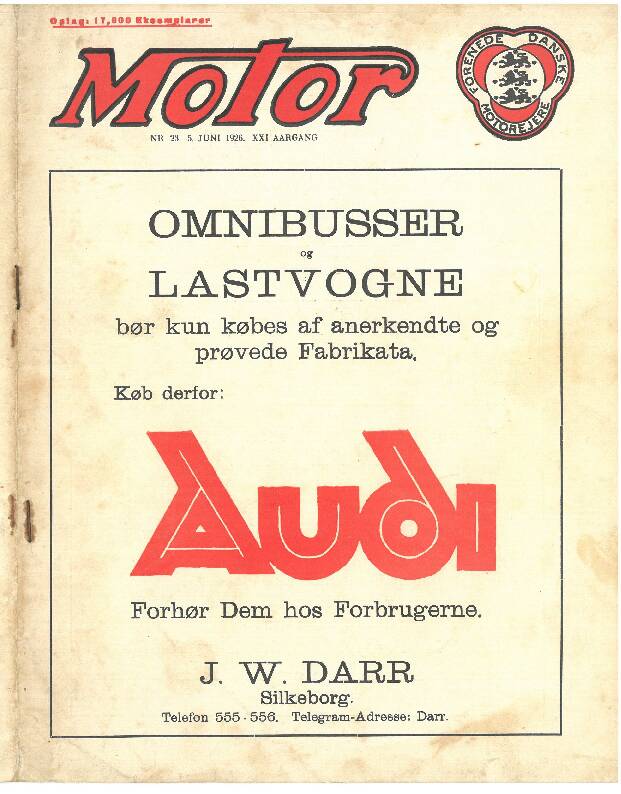 Oplag: 17,800 Eksemplarer
Motor
FORENEDE DANSKE MOTOREJERE
NR 23 5. JUNI 1926. XXI AARGANG
OMNIBUSSER
og
LASTVOGNE
bør kun købes af anerkendte og
prøvede Fabrikata.
Køb derfor:
Audi
Forhør Dem hos Forbrugerne.
J. W. DARR
Silkeborg.
Telefon 555 - 556. Telegram-Adresse: Darr.